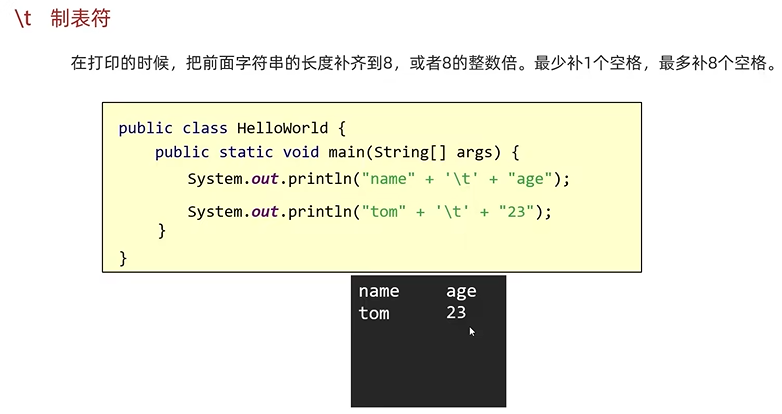 \t 制表符
在打印的时候，把前面字符串的长度补齐到8，或者8的整数倍。最少补1个空格，最多补8个空格。
public class HelloWorld {
public static void main(String[] args) {
System.out.println("name" + '\t' + "age");
System.out.println("tom" + '\t' + "23");
}
}
name age
tom 23